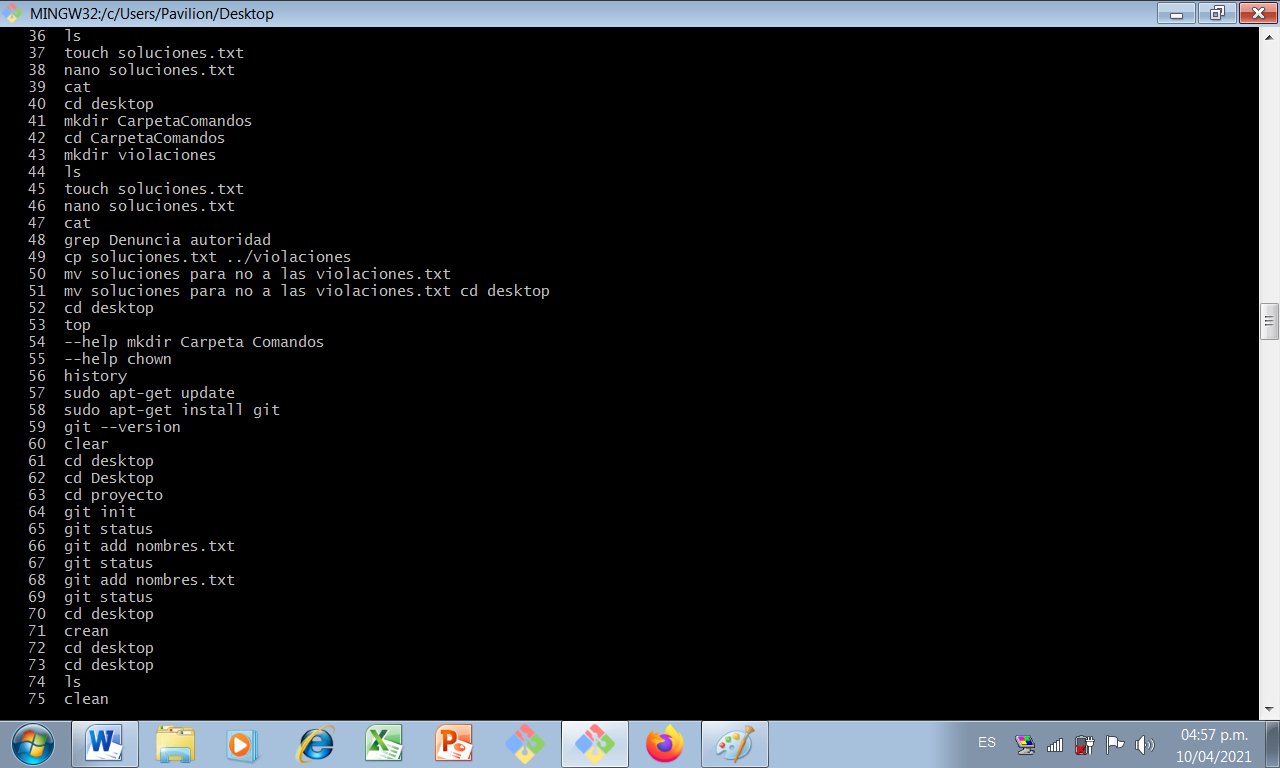 MINGW32:/c/Users/Pavilion/Desktop
36 ls
37 touch soluciones.txt
38 nano soluciones.txt
39 cat
40 cd desktop
41 mkdir CarpetaComandos
42 cd CarpetaComandos
43 mkdir violaciones
44 ls
45 touch soluciones.txt
46 nano soluciones.txt
47 cat
48 grep Denuncia autoridad
49 cp soluciones.txt ../violaciones
50 mv soluciones para no a las violaciones.txt
51 mv soluciones para no a las violaciones.txt cd desktop
52 cd desktop
53 top
54 --help mkdir Carpeta Comandos
55 --help chown
56 history
57 sudo apt-get update
58 sudo apt-get install git
59 git --version
60 clear
61 cd desktop
62 cd Desktop
63 cd proyecto
64 git init
65 git status
66 git add nombres.txt
67 git status
68 git add nombres.txt
69 git status
70 cd desktop
71 crean
72 cd desktop
73 cd desktop
74 ls
75 clean
ES
04:57 p.m.
10/04/2021